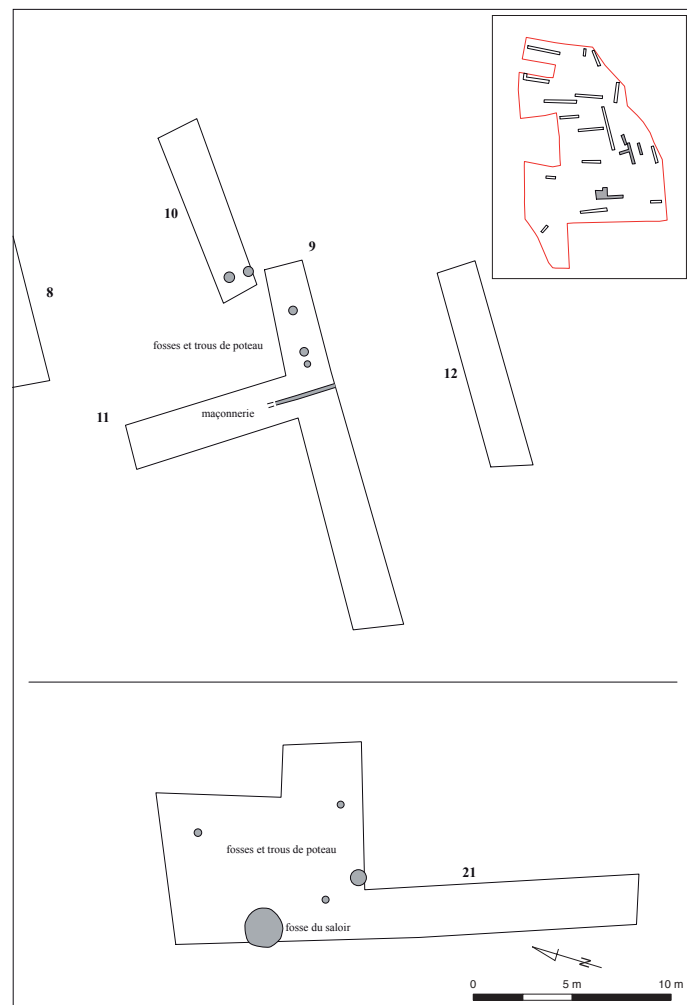 10
9
8
fosses et trous de poteau
12
11
maçonnerie
fosses et trous de poteau
21
fosse du saloir
N
0
5 m
10 m